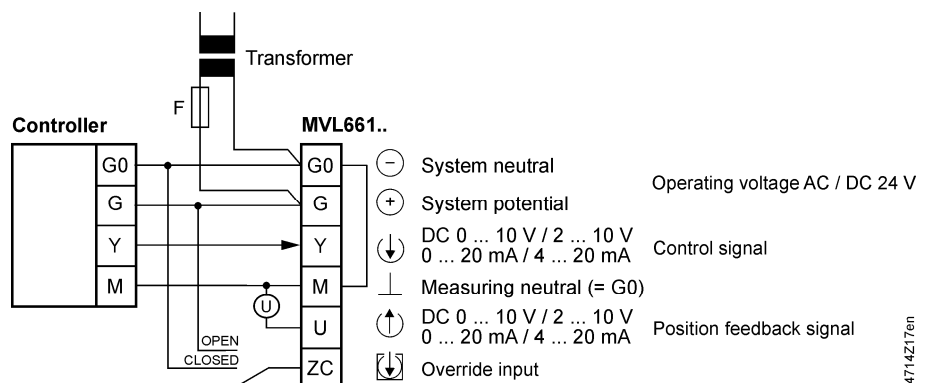 Transformer
F
Controller
MVL661..
G0
G0
System neutral
Operating voltage AC / DC 24 V
G
G
System potential
Y
Y
DC 0 ... 10 V / 2 ... 10 V
0 ... 20 mA / 4 ... 20 mA
Control signal
M
M
Measuring neutral (= G0)
U
U
DC 0 ... 10 V / 2 ... 10 V
0 ... 20 mA / 4 ... 20 mA
Position feedback signal
OPEN
CLOSED
ZC
Override input
4714Z17en